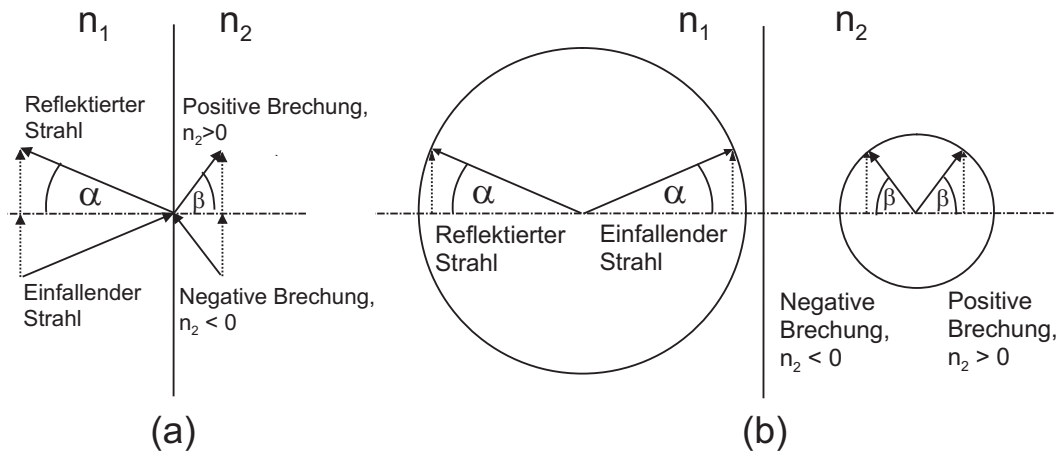 n1
n2
Reflektierter
Strahl
Positive Brechung,
n2>0
α
β
Einfallender
Strahl
Negative Brechung,
n2 < 0
(a)
n1
n2
α
α
β
β
Reflektierter
Strahl
Einfallender
Strahl
Negative
Brechung,
n2 < 0
Positive
Brechung,
n2 > 0
(b)